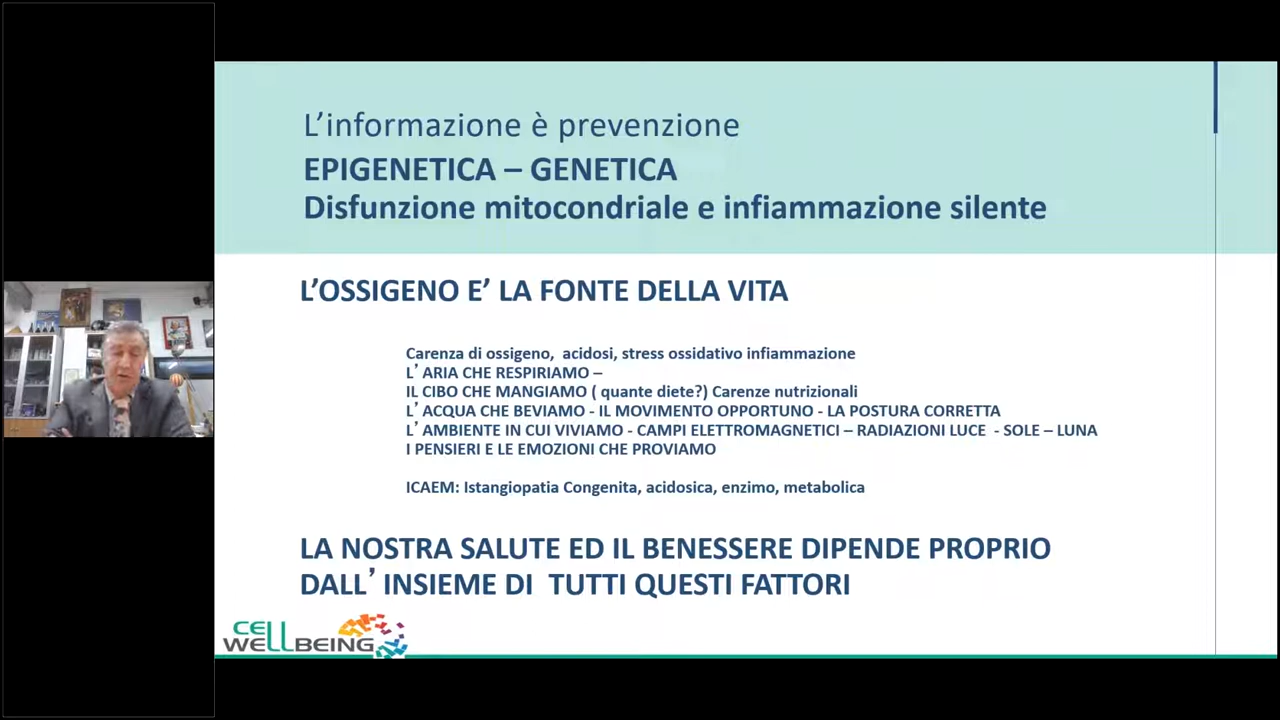 L’informazione è prevenzione
EPIGENETICA – GENETICA
Disfunzione mitocondriale e infiammazione silente
L’OSSIGENO E’ LA FONTE DELLA VITA
Carenza di ossigeno,  acidosi, stress ossidativo infiammazione
L’ ARIA CHE RESPIRIAMO –
IL CIBO CHE MANGIAMO ( quante diete?) Carenze nutrizionali
L’ ACQUA CHE BEVIAMO - IL MOVIMENTO OPPORTUNO - LA POSTURA CORRETTA
L’ AMBIENTE IN CUI VIVIAMO - CAMPI ELETTROMAGNETICI – RADIAZIONI LUCE  - SOLE – LUNA
I PENSIERI E LE EMOZIONI CHE PROVIAMO
ICAEM: Istangiopatia Congenita, acidosica, enzimo, metabolica
LA NOSTRA SALUTE ED IL BENESSERE DIPENDE PROPRIO
DALL’ INSIEME DI  TUTTI QUESTI FATTORI
CELL
WELLBEING